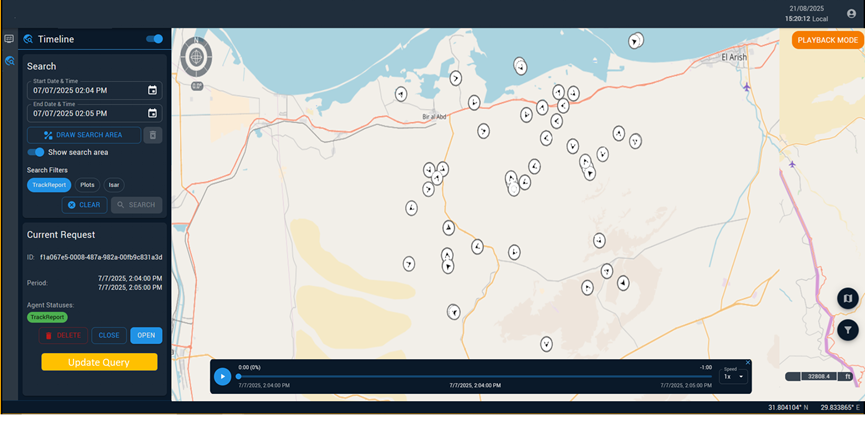 21/08/2025
15:20:12 Local
PLAYBACK MODE
Timeline
Search
Start Date & Time
07/07/2025 02:04 PM
End Date & Time
07/07/2025 02:05 PM
DRAW SEARCH AREA
Show search area
Search Filters
TrackReport
Plots
Isar
CLEAR
SEARCH
Current Request
ID: f1a067e5-0008-487a-982a-00fb9c831a3d
Period:
7/7/2025, 2:04:00 PM
7/7/2025, 2:05:00 PM
Agent Statuses:
TrackReport
DELETE
CLOSE
OPEN
Update Query
0.0°
El Arish
Bir al Abd
0:00 (0%)
-1:00
Speed
1x
7/7/2025, 2:04:00 PM
7/7/2025, 2:04:00 PM
7/7/2025, 2:05:00 PM
32808.4 ft
31.804104° N 29.833865° E